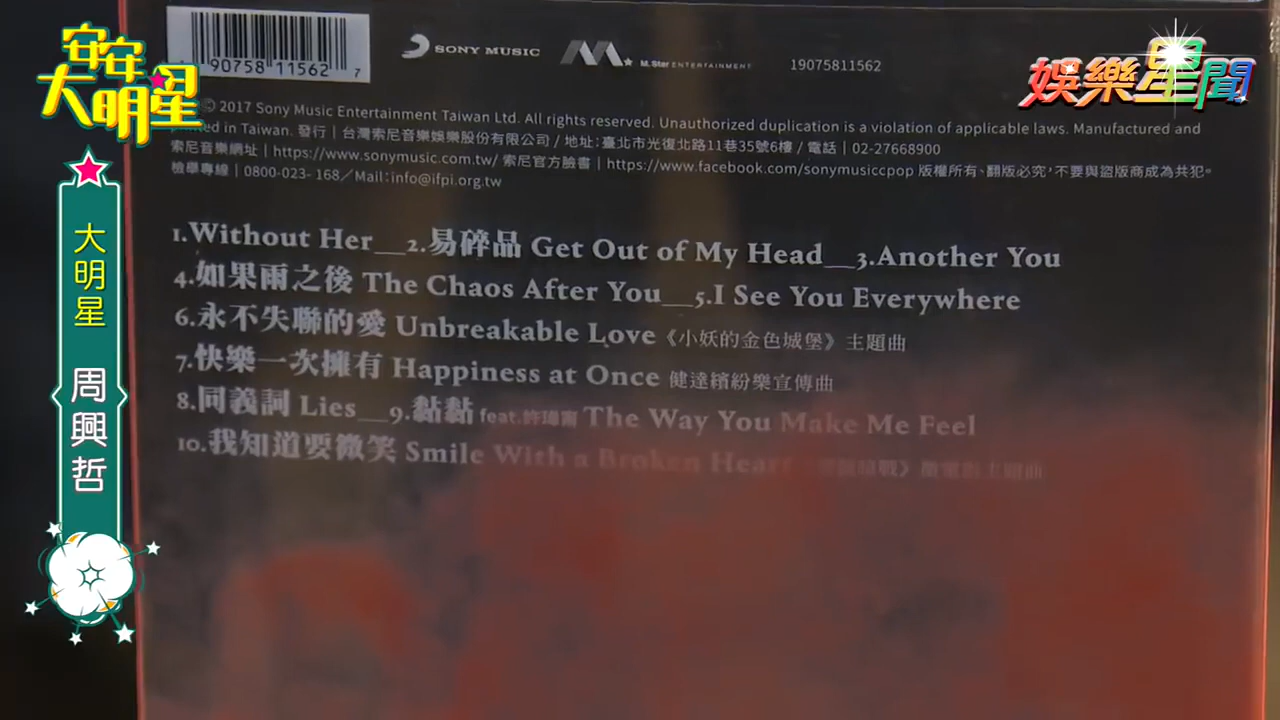 安安
大明星
大明星 周興哲
娛樂星聞
90758 11562 7
SONY MUSIC
M.Star ENTERTAINMENT
19075811562
Ⓒ 2017 Sony Music Entertainment Taiwan Ltd. All rights reserved. Unauthorized duplication is a violation of applicable laws. Manufactured and
printed in Taiwan. 發行|台灣索尼音樂娛樂股份有限公司 / 地址:臺北市光復北路11巷35號6樓 / 電話|02-27668900
索尼音樂網址|https://www.sonymusic.com.tw/ 索尼官方臉書|https://www.facebook.com/sonymusiccpop 版權所有、翻版必究,不要與盜版商成為共犯。
檢舉專線|0800-023- 168／Mail:info@ifpi.org.tw
1.Without Her__2.易碎品 Get Out of My Head__3.Another You
4.如果雨之後 The Chaos After You__5.I See You Everywhere
6.永不失聯的愛 Unbreakable Love《小妖的金色城堡》主題曲
7.快樂一次擁有 Happiness at Once 健達繽紛樂宣傳曲
8.同義詞 Lies__9.黏黏 feat.許瑋甯 The Way You Make Me Feel
10.我知道要微笑 Smile With a Broken Heart